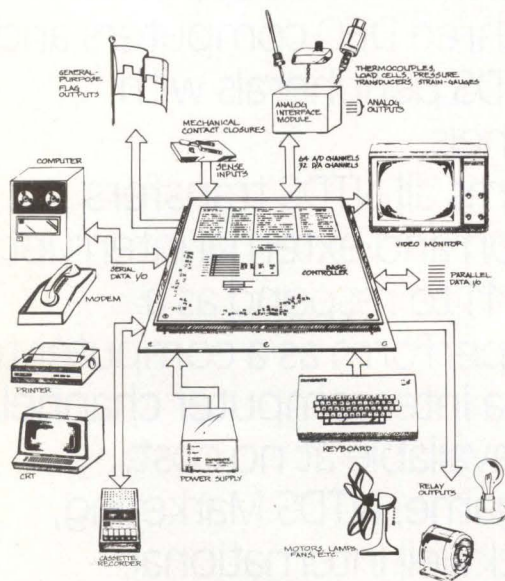 GENERAL-
PURPOSE
FLAG
OUTPUTS
THERMOCOUPLES,
LOAD CELLS, PRESSURE
TRANSDUCERS, STRAIN-GAUGES
ANALOG
INTERFACE
MODULE
ANALOG
OUTPUTS
MECHANICAL
CONTACT CLOSURES
SENSE
INPUTS
64 A/D CHANNELS
32 D/A CHANNELS
COMPUTER
VIDEO MONITOR
BASIC
CONTROLLER
SERIAL
DATA I/O
PARALLEL
DATA I/O
MODEM
PRINTER
CRT
POWER SUPPLY
KEYBOARD
RELAY
OUTPUTS
CASSETTE
RECORDER
MOTORS, LAMPS,
FANS, ETC.